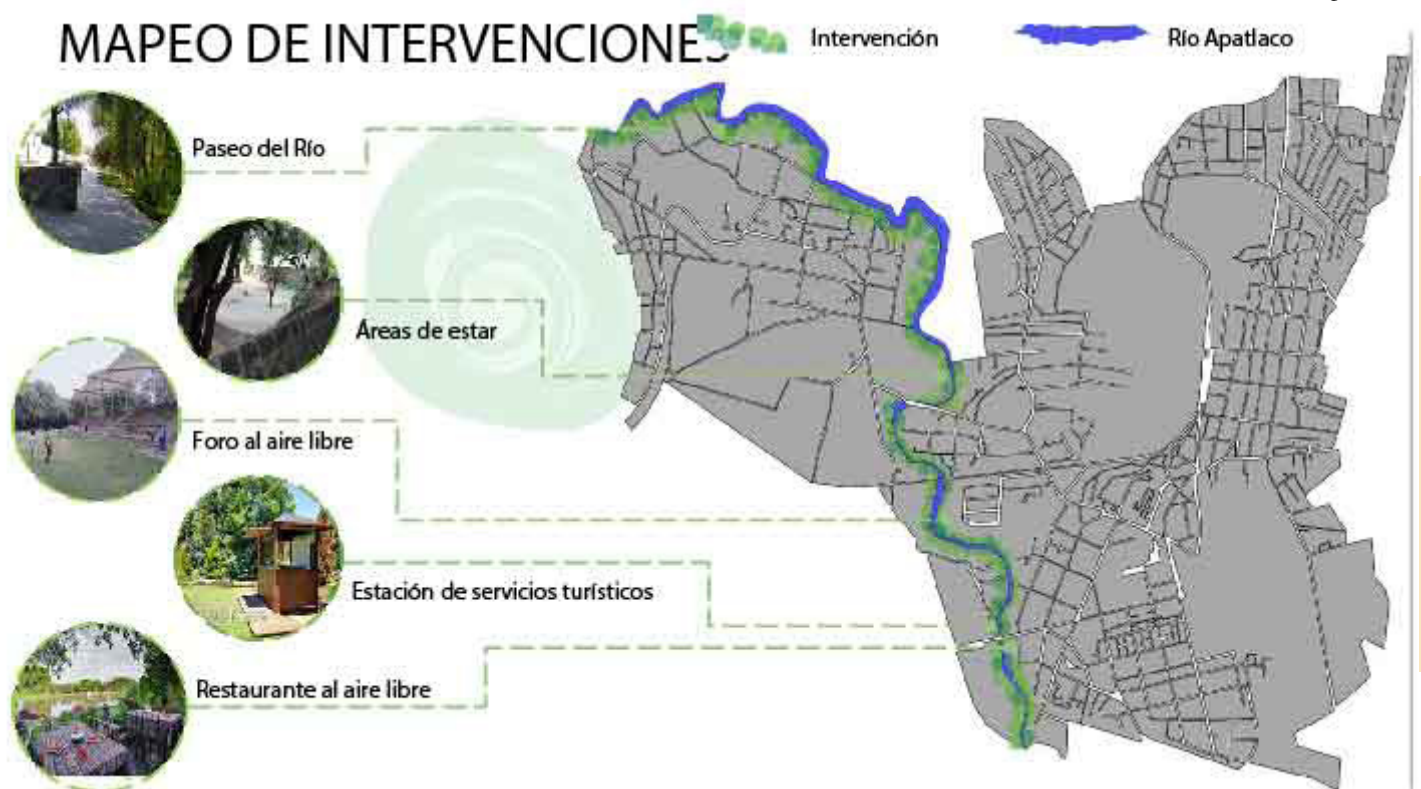 MAPEO DE INTERVENCIONES
Intervención
Río Apatlaco
Paseo del Río
Áreas de estar
Foro al aire libre
Estación de servicios turísticos
Restaurante al aire libre